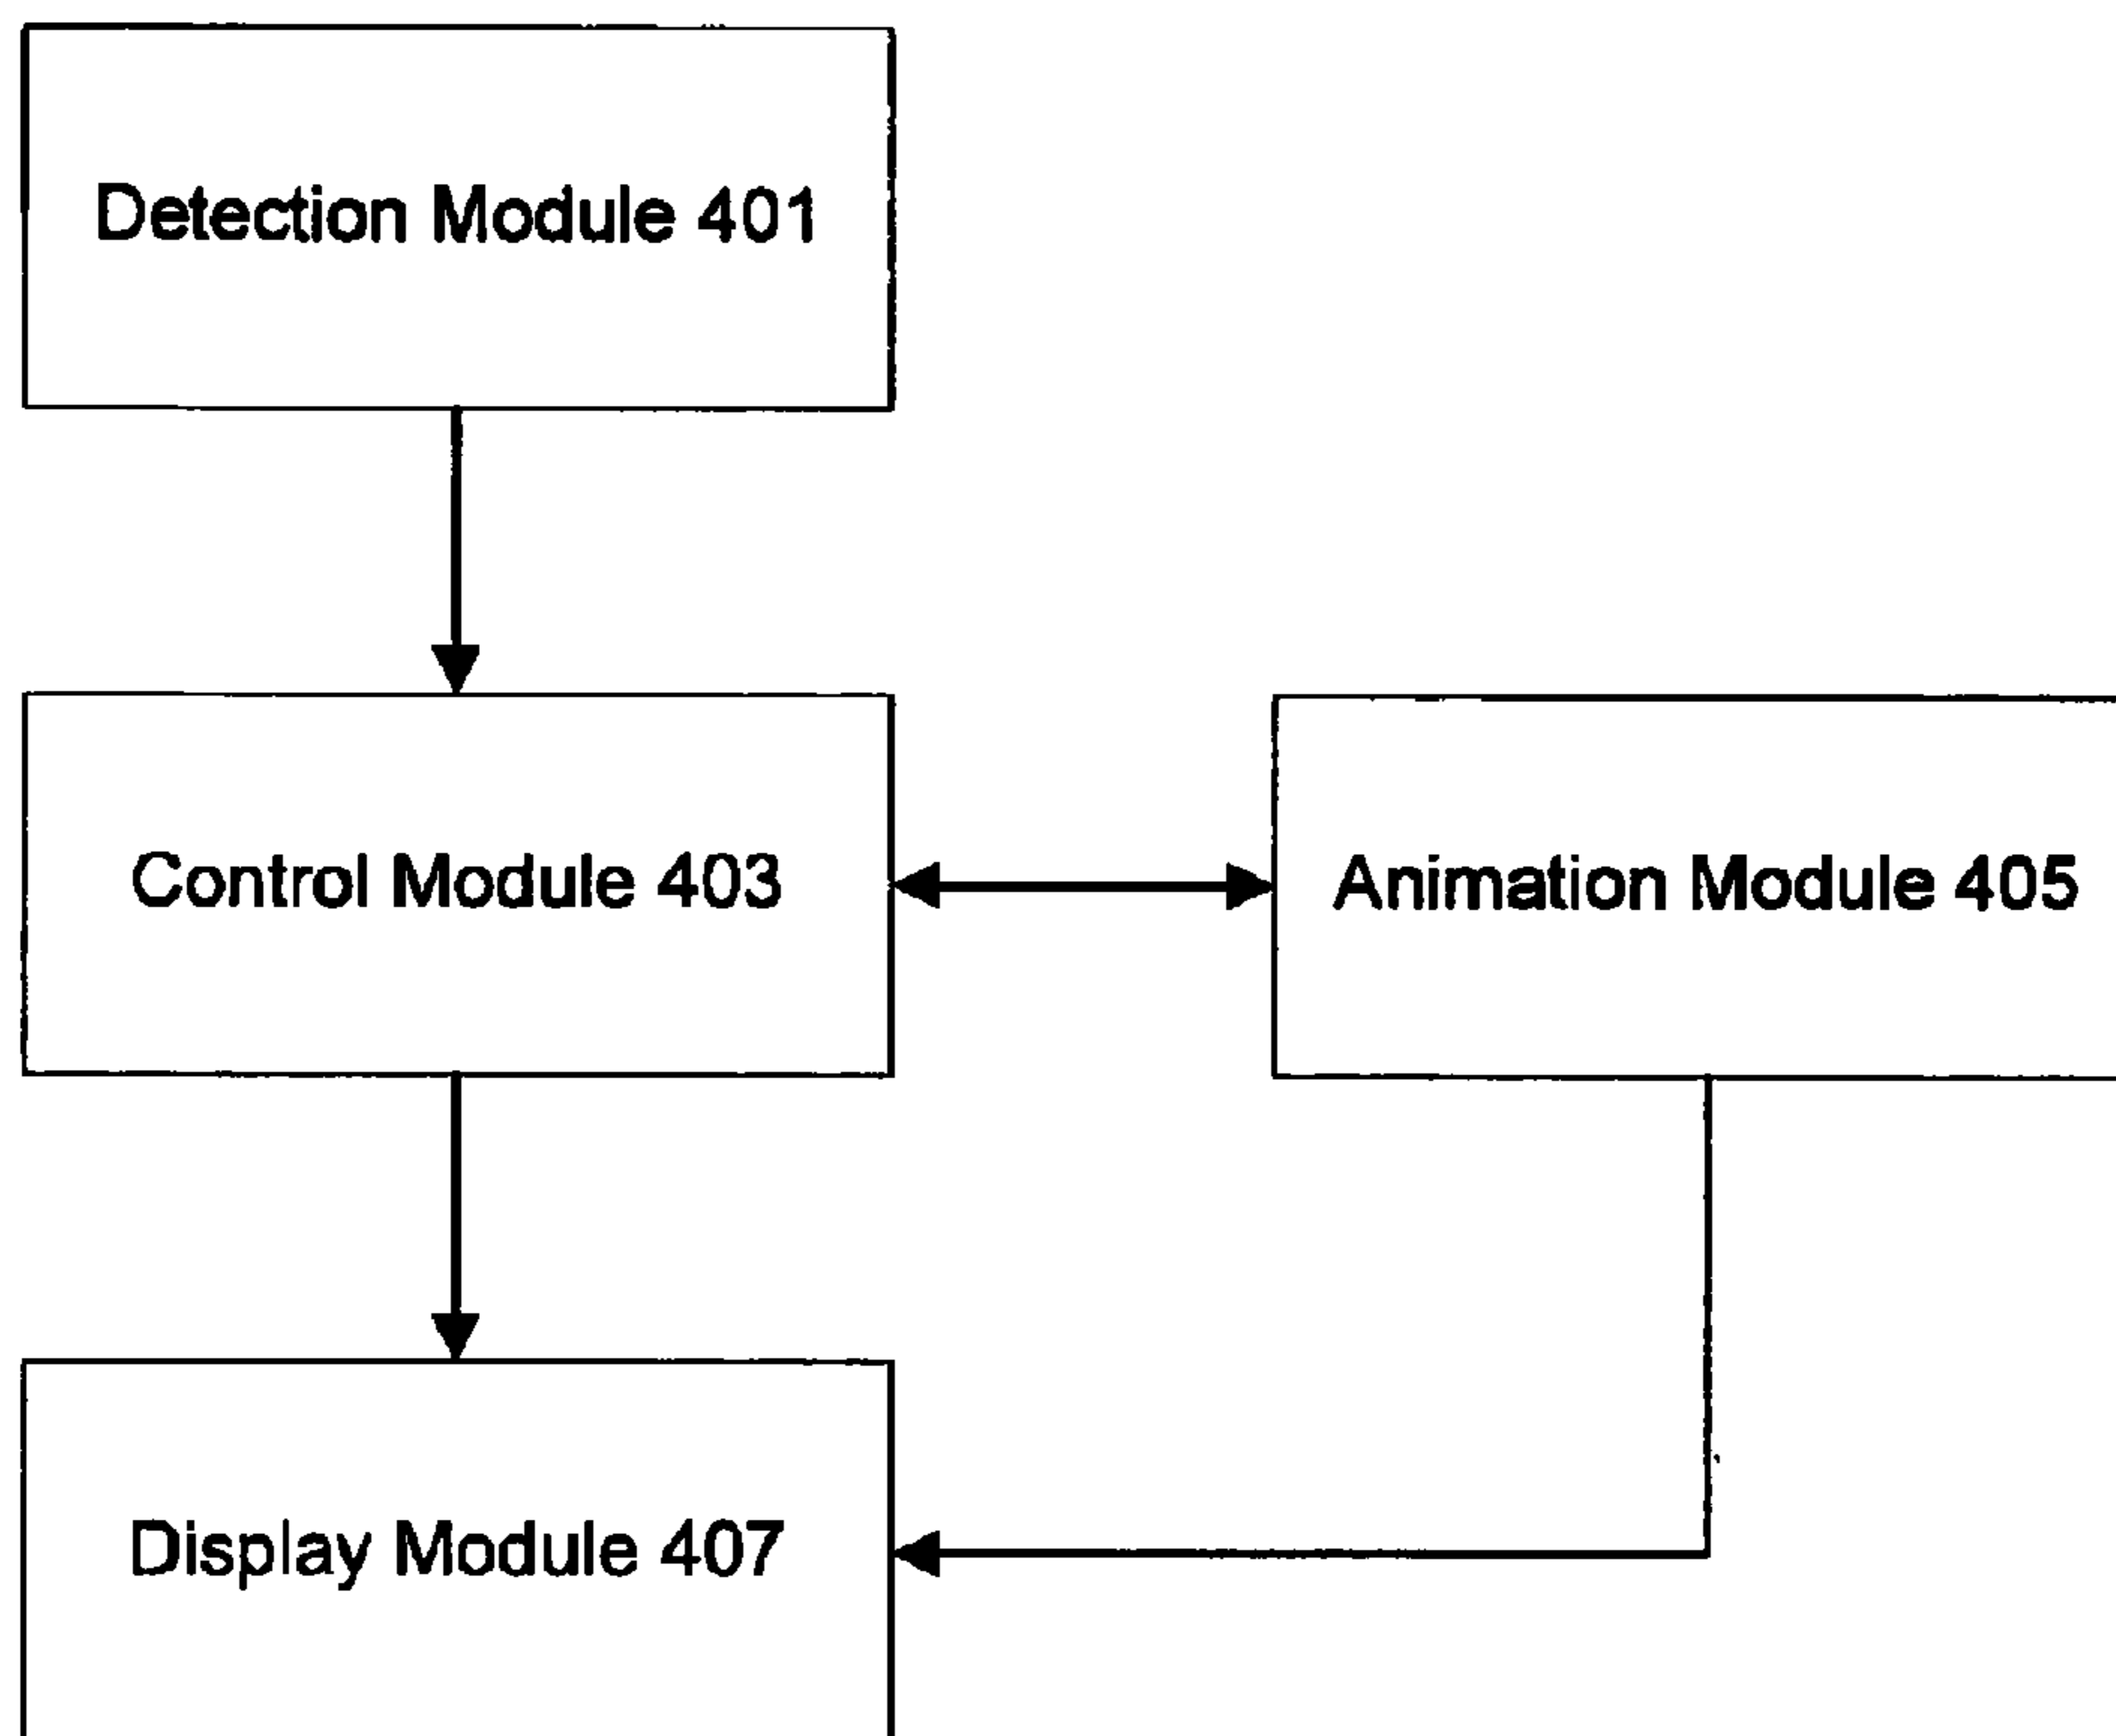 Detection Module 401
Control Module 403
Animation Module 405
Display Module 407